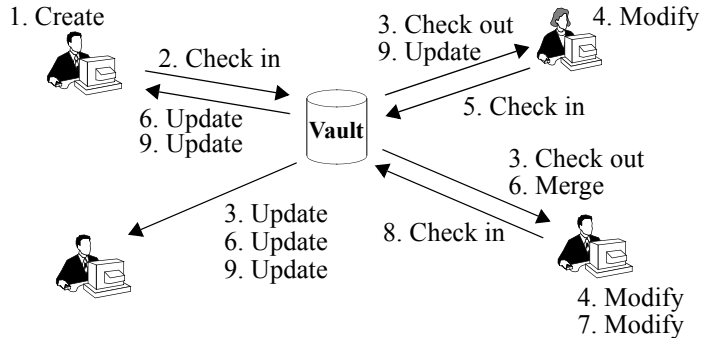 1. Create
2. Check in
6. Update
9. Update
Vault
3. Check out
9. Update
4. Modify
5. Check in
3. Check out
6. Merge
8. Check in
4. Modify
7. Modify
3. Update
6. Update
9. Update